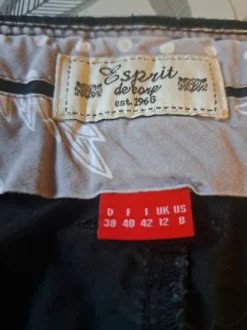 Esprit
de corp
est. 1968
D F I UK US
38 40 42 12 8